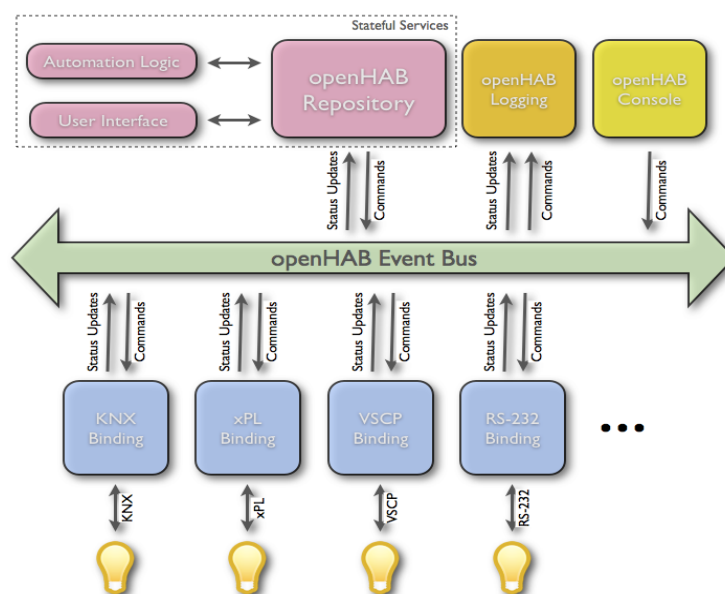 Stateful Services
Automation Logic
User Interface
openHAB
Repository
openHAB
Logging
openHAB
Console
Status Updates
Commands
Status Updates
Commands
Commands
openHAB Event Bus
Status Updates
Commands
Status Updates
Commands
Status Updates
Commands
Status Updates
Commands
KNX
Binding
xPL
Binding
VSCP
Binding
RS-232
Binding
...
KNX
xPL
VSCP
RS-232